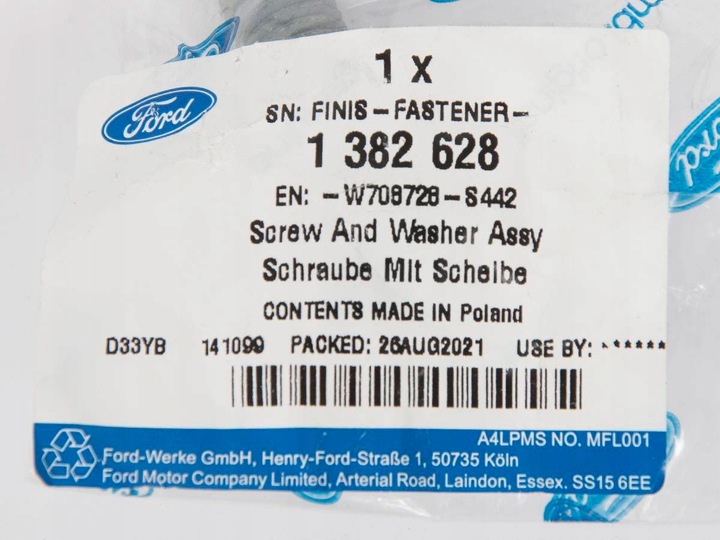 1 x
Ford
SN: FINIS-FASTENER-
1 382 628
EN: -W708728-S442
Screw And Washer Assy
Schraube Mit Scheibe
CONTENTS MADE IN Poland
D33YB 141099 PACKED: 26AUG2021 USE BY: ******
A4LPMS NO. MFL001
Ford-Werke GmbH, Henry-Ford-Straße 1, 50735 Köln
Ford Motor Company Limited, Arterial Road, Laindon, Essex. SS15 6EE